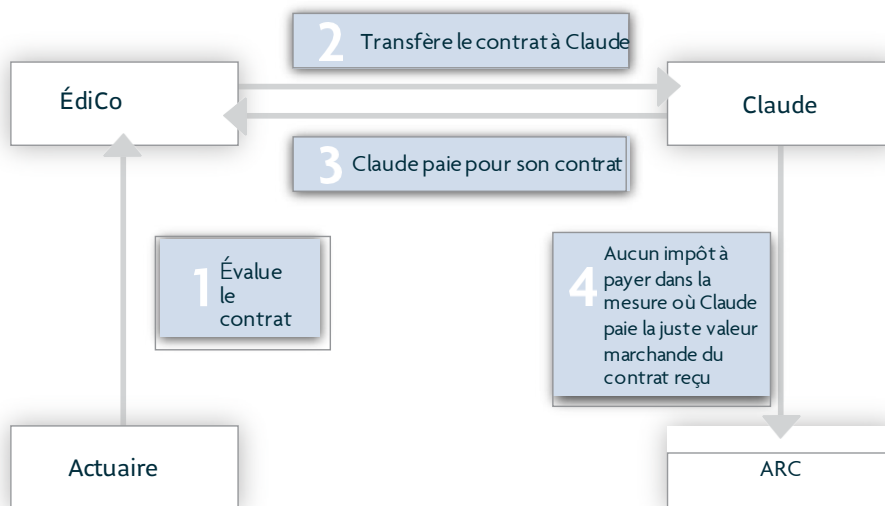 2 Transfère le contrat à Claude
ÉdiCo
Claude
3 Claude paie pour son contrat
1 Évalue
le
contrat
4 Aucun impôt à
payer dans la
mesure où Claude
paie la juste valeur
marchande du
contrat reçu
Actuaire
ARC